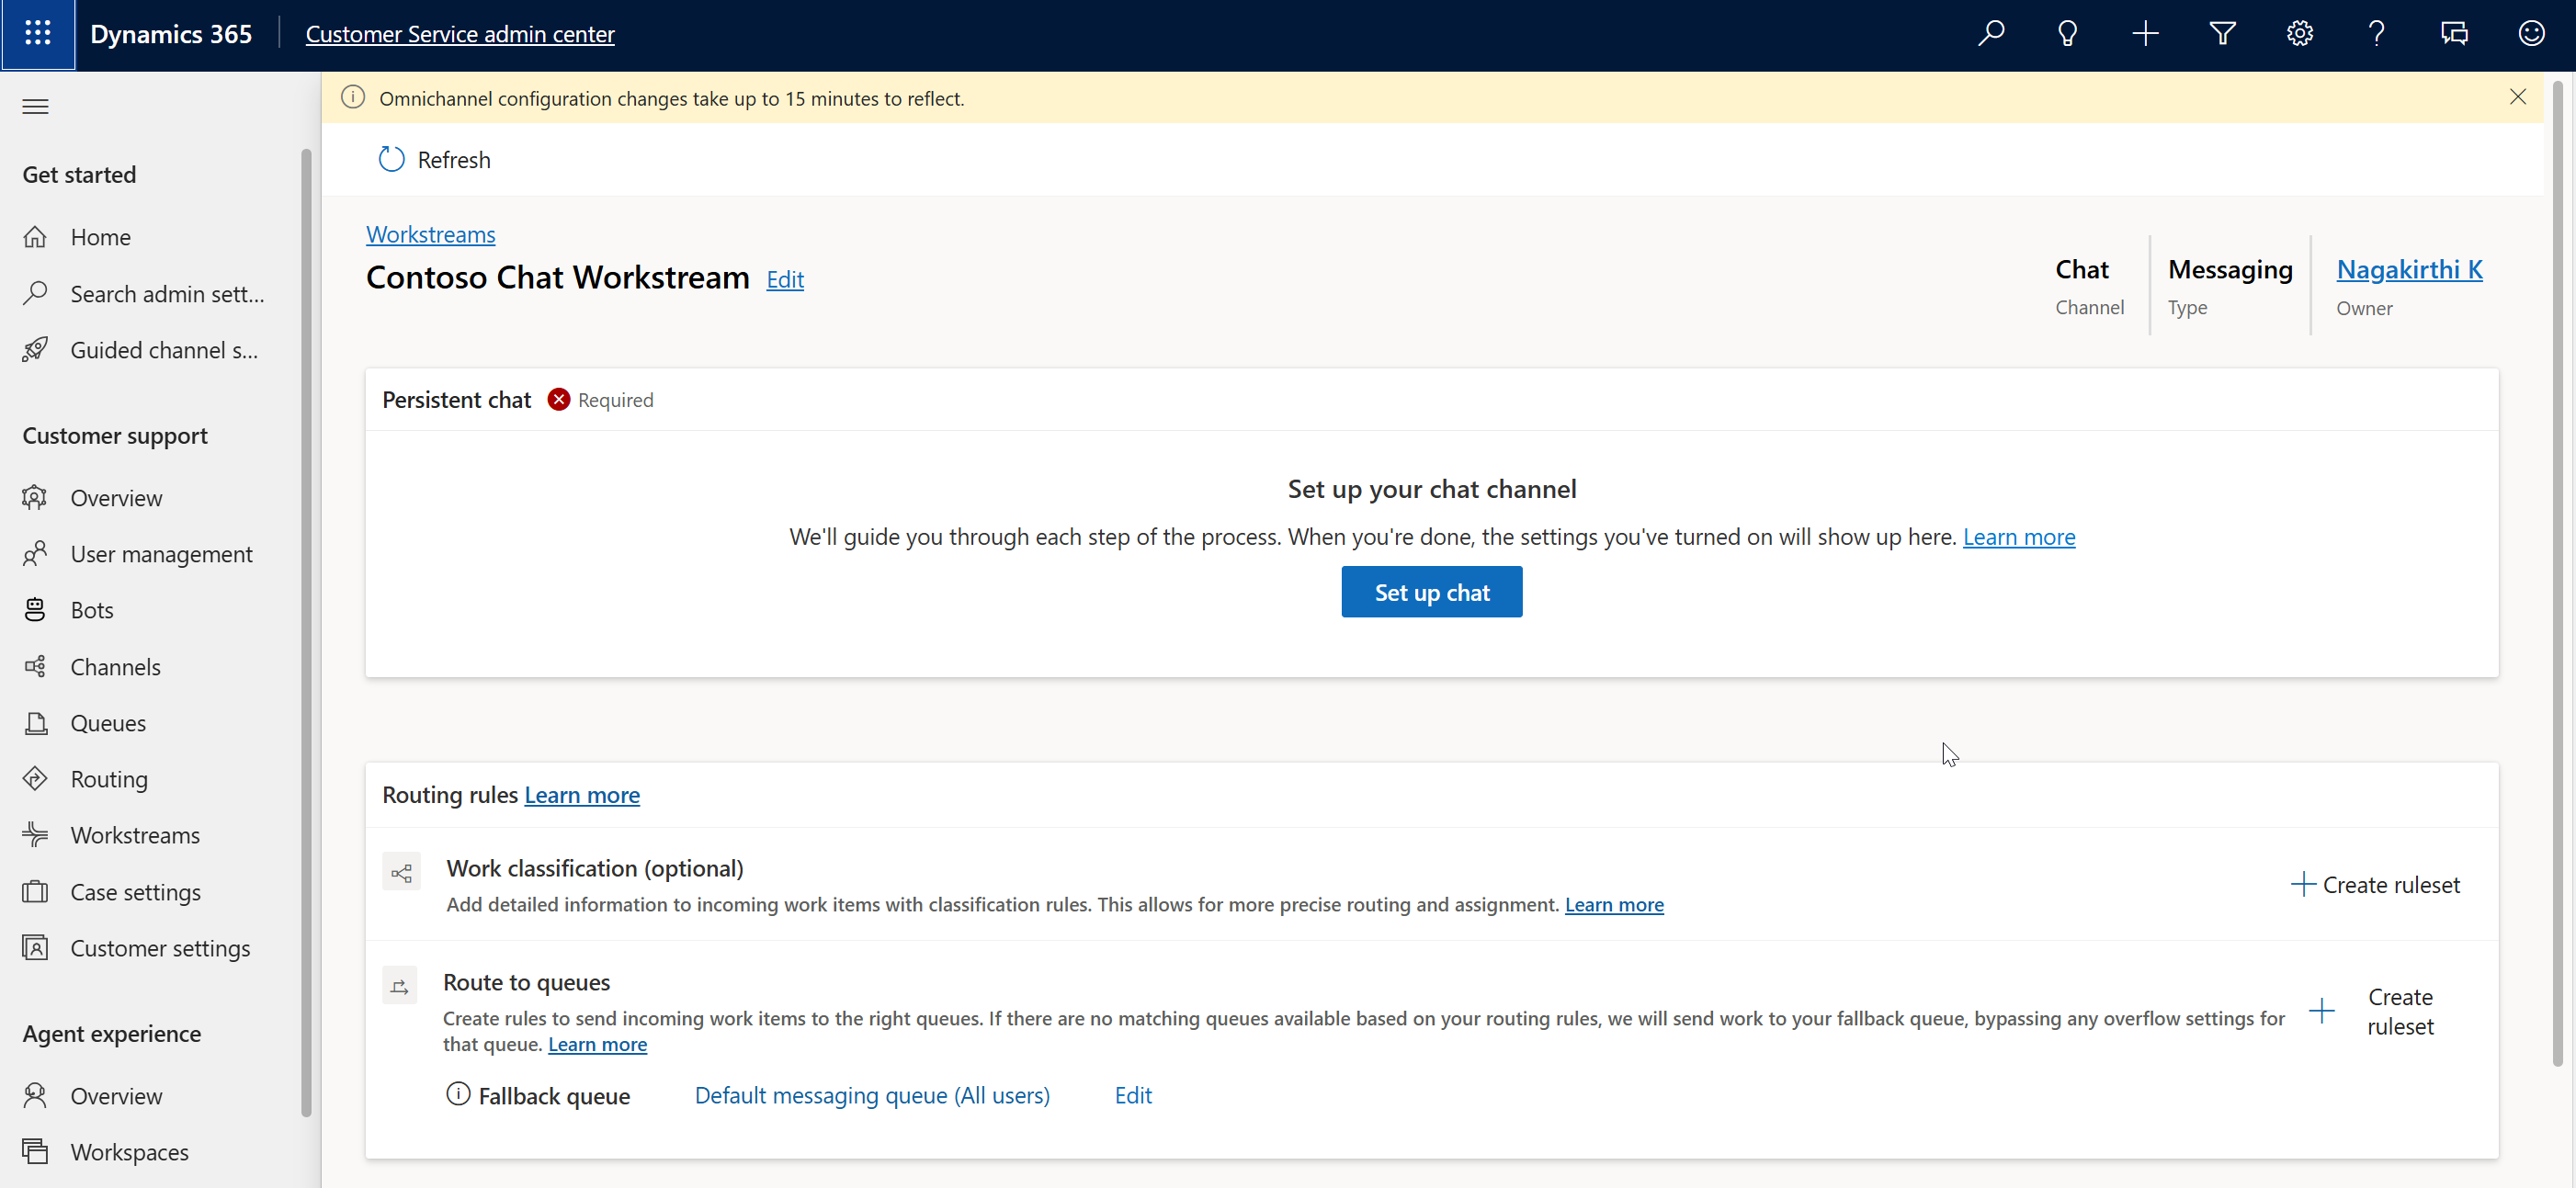 Dynamics 365
Customer Service admin center
Omnichannel configuration changes take up to 15 minutes to reflect.
Refresh
Get started
Home
Search admin sett...
Guided channel s...
Customer support
Overview
User management
Bots
Channels
Queues
Routing
Workstreams
Case settings
Customer settings
Agent experience
Overview
Workspaces
Workstreams
Contoso Chat Workstream Edit
Chat
Channel
Messaging
Type
Nagakirthi K
Owner
Persistent chat Required
Set up your chat channel
We'll guide you through each step of the process. When you're done, the settings you've turned on will show up here. Learn more
Set up chat
Routing rules Learn more
Work classification (optional)
Add detailed information to incoming work items with classification rules. This allows for more precise routing and assignment. Learn more
Create ruleset
Route to queues
Create rules to send incoming work items to the right queues. If there are no matching queues available based on your routing rules, we will send work to your fallback queue, bypassing any overflow settings for
that queue. Learn more
Create
ruleset
Fallback queue Default messaging queue (All users) Edit